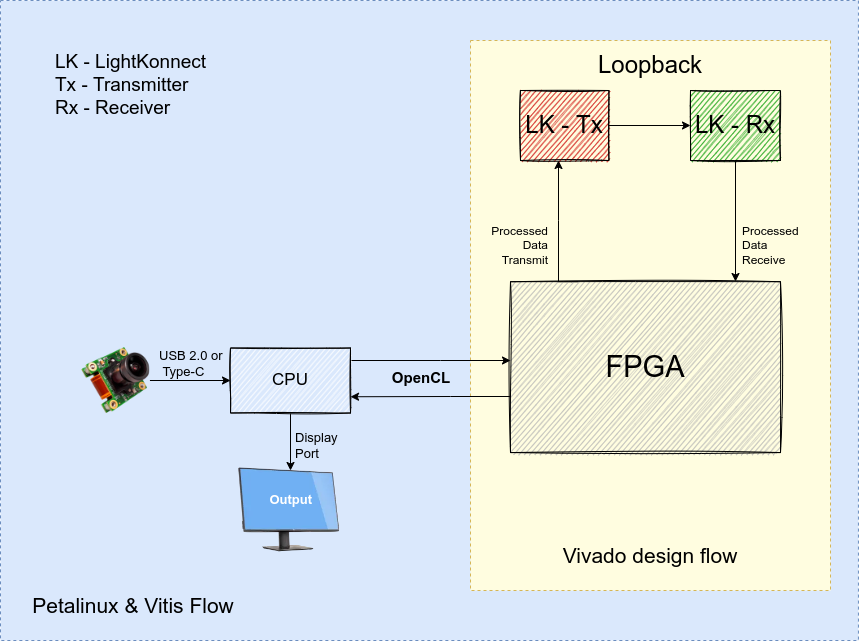 LK - LightKonnect
Tx - Transmitter
Rx - Receiver
Loopback
LK - Tx
LK - Rx
Processed
Data
Transmit
Processed
Data
Receive
FPGA
USB 2.0 or
Type-C
CPU
OpenCL
Display
Port
Output
Vivado design flow
Petalinux & Vitis Flow